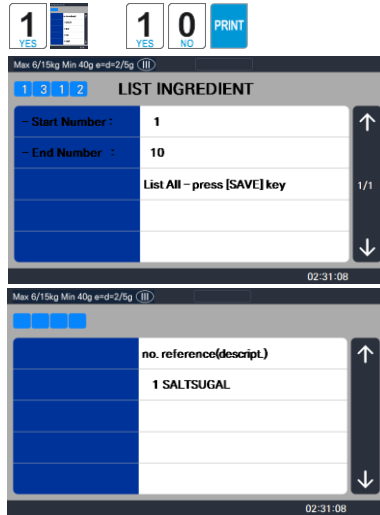 1 YES 1 YES 0 NO PRINT
Max 6/15kg Min 40g e=d=2/5g III
1 3 1 2 LIST INGREDIENT
- Start Number : 1
- End Number : 10
List All - press [SAVE] key
1/1
02:31:08
Max 6/15kg Min 40g e=d=2/5g III
no. reference(descript.)
1 SALTSUGAL
02:31:08